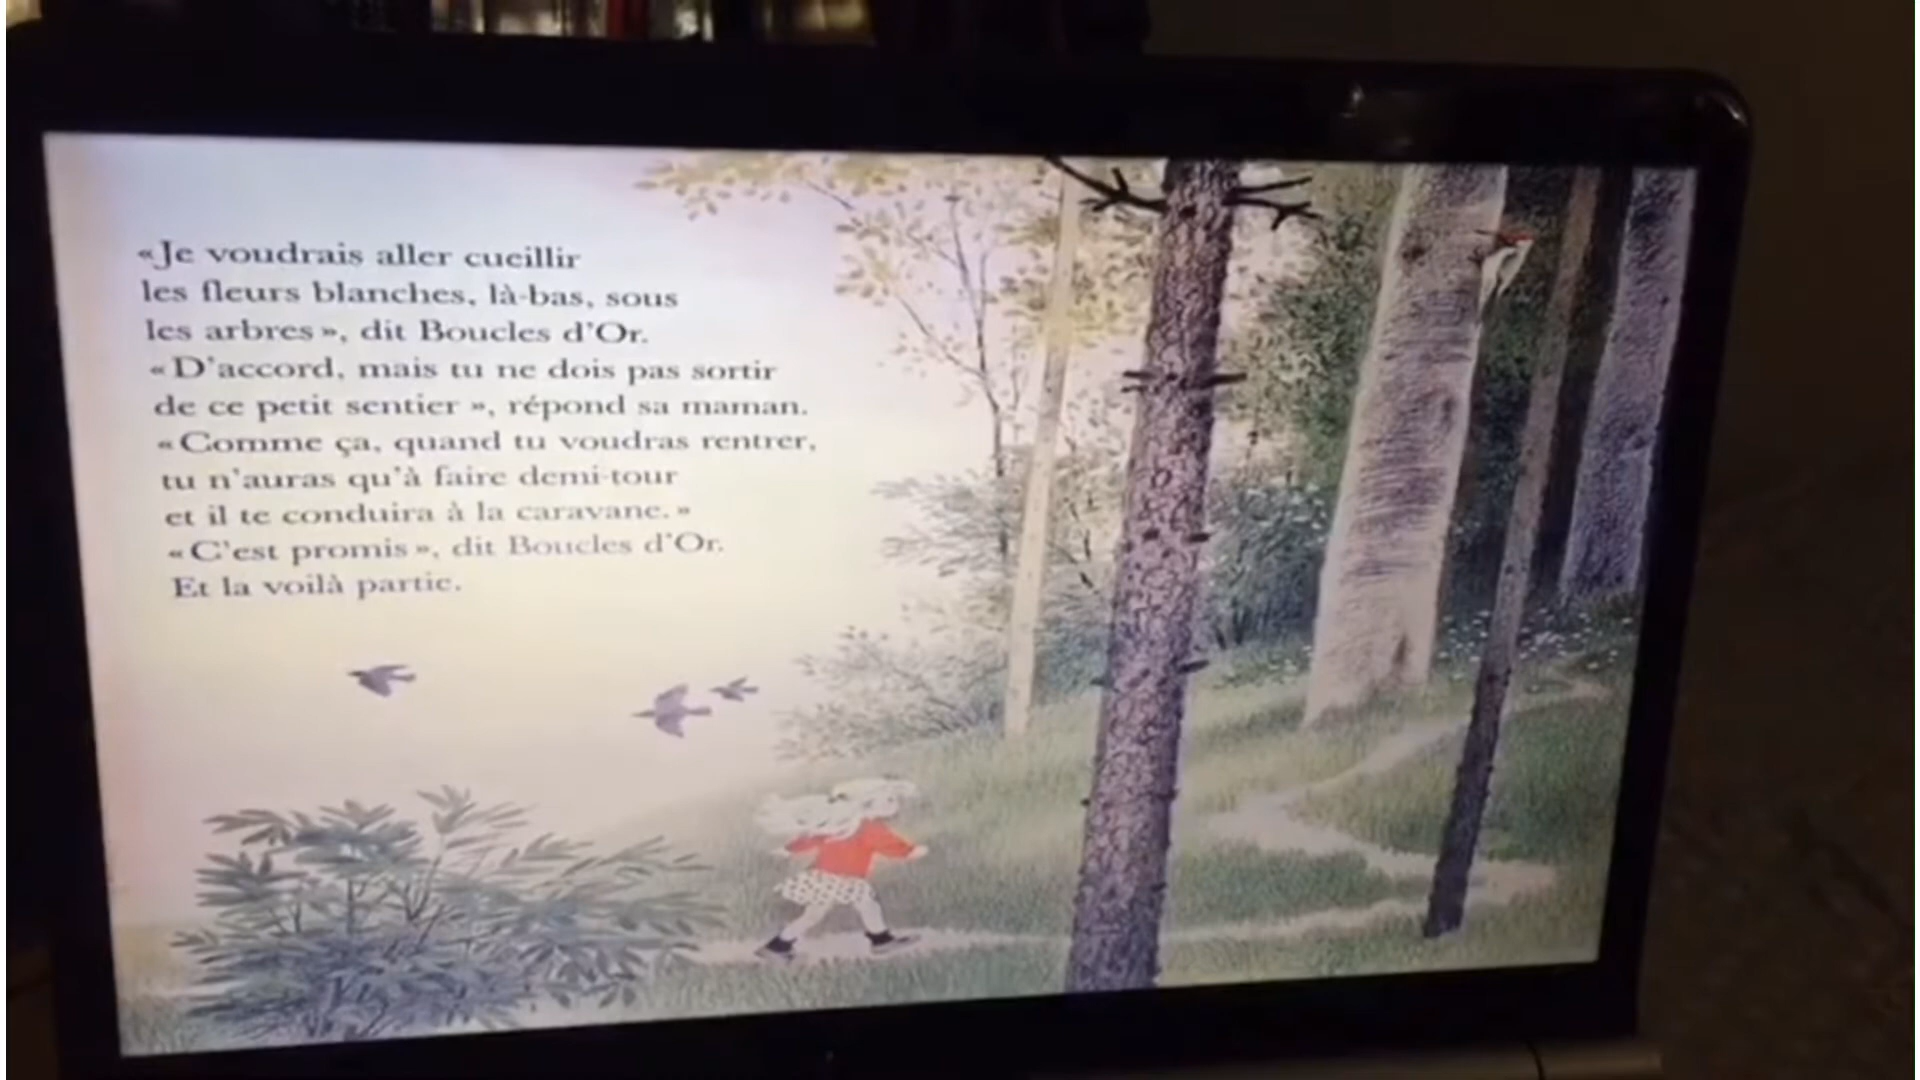 «Je voudrais aller cueillir
les fleurs blanches, là-bas, sous
les arbres», dit Boucles d'Or.
«D'accord, mais tu ne dois pas sortir
de ce petit sentier», répond sa maman.
«Comme ça, quand tu voudras rentrer,
tu n'auras qu'à faire demi-tour
et il te conduira à la caravane.»
«C'est promis», dit Boucles d'Or.
Et la voilà partie.